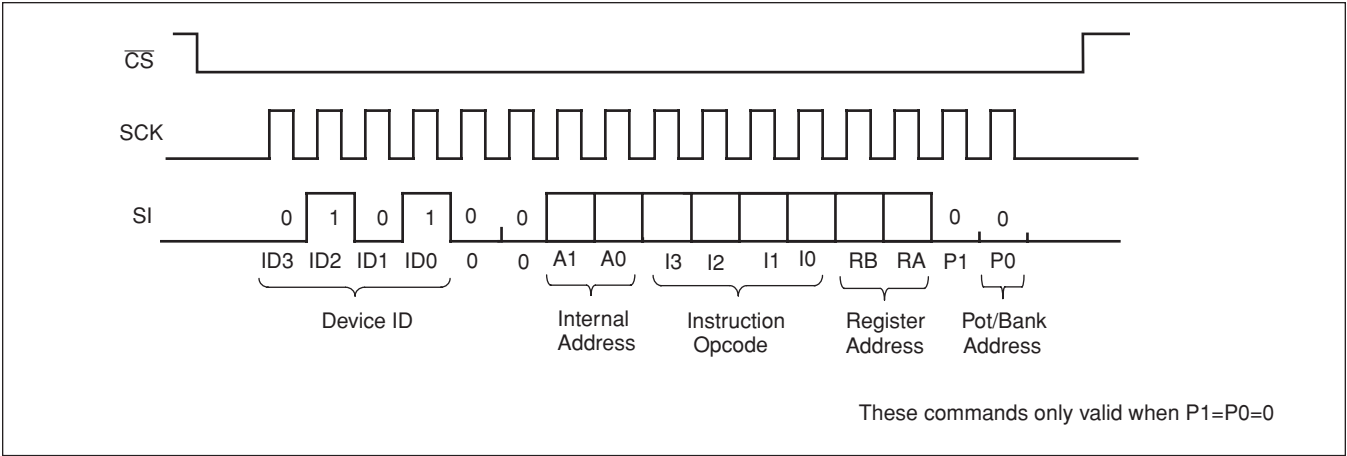 CS
SCK
SI
0 1 0 1 0 0 0 0
ID3 ID2 ID1 ID0 0 0 A1 A0 I3 I2 I1 I0 RB RA P1 P0
Device ID
Internal
Address
Instruction
Opcode
Register
Address
Pot/Bank
Address
These commands only valid when P1=P0=0